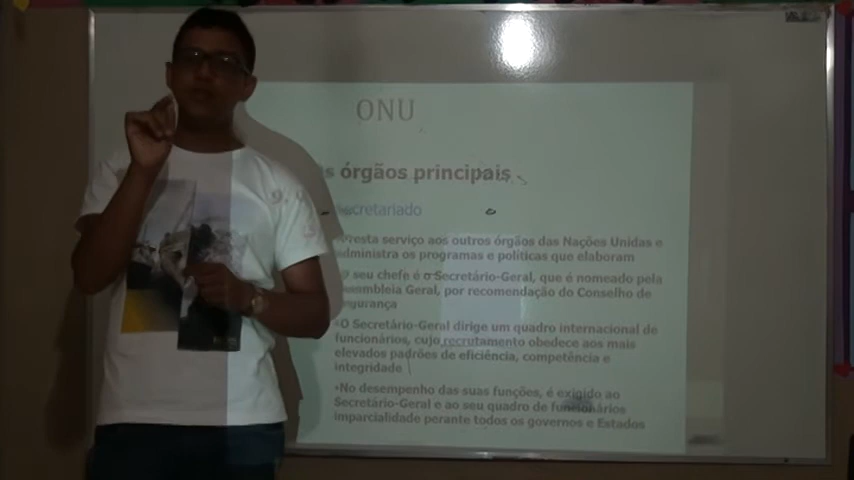 ONU
órgãos principais
Secretariado
Presta serviço aos outros órgãos das Nações Unidas e
administra os programas e políticas que elaboram
O seu chefe é o Secretário-Geral, que é nomeado pela
Assembleia Geral, por recomendação do Conselho de
Segurança
•O Secretário-Geral dirige um quadro internacional de
funcionários, cujo recrutamento obedece aos mais
elevados padrões de eficiência, competência e
integridade
•No desempenho das suas funções, é exigido ao
Secretário-Geral e ao seu quadro de funcionários
imparcialidade perante todos os governos e Estados